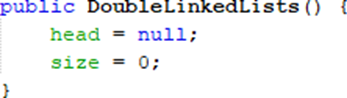 public DoubleLinkedLists() {
head = null;
size = 0;
}